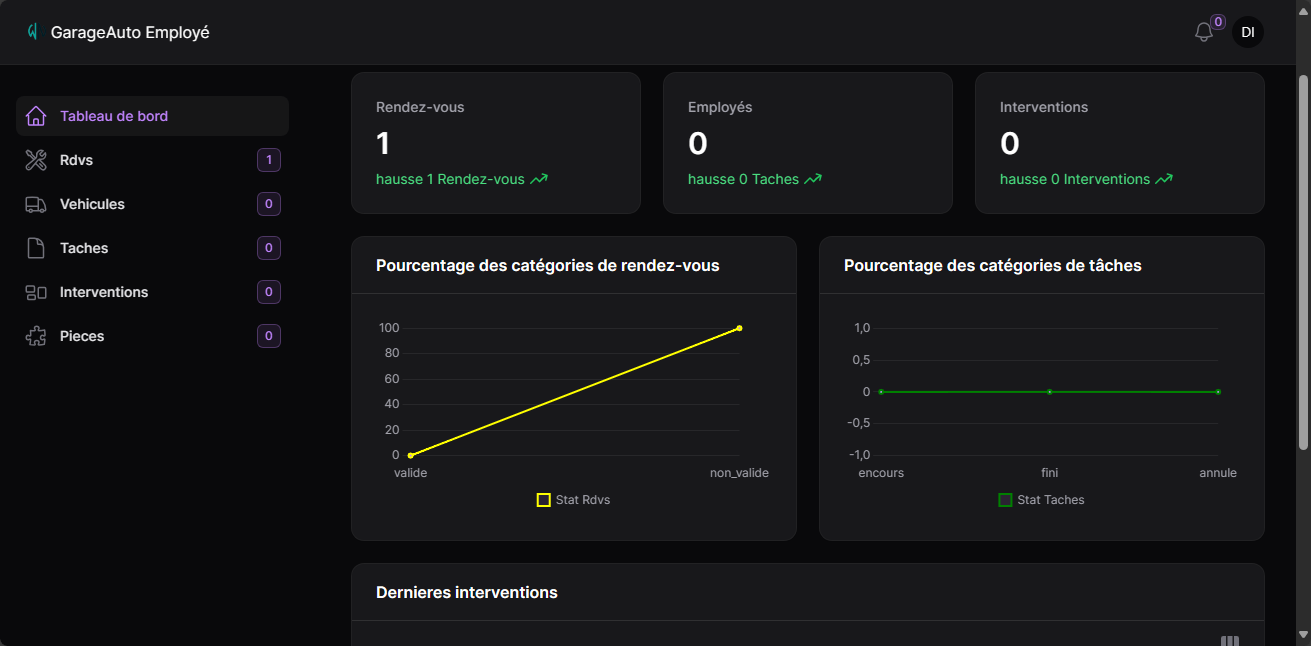 GarageAuto Employé
0
DI
Tableau de bord
Rdvs
1
Vehicules
0
Taches
0
Interventions
0
Pieces
0
Rendez-vous
1
hausse 1 Rendez-vous
Employés
0
hausse 0 Taches
Interventions
0
hausse 0 Interventions
Pourcentage des catégories de rendez-vous
100
80
60
40
20
0
valide
non_valide
Stat Rdvs
Pourcentage des catégories de tâches
1,0
0,5
0
-0,5
-1,0
encours
fini
annule
Stat Taches
Dernieres interventions